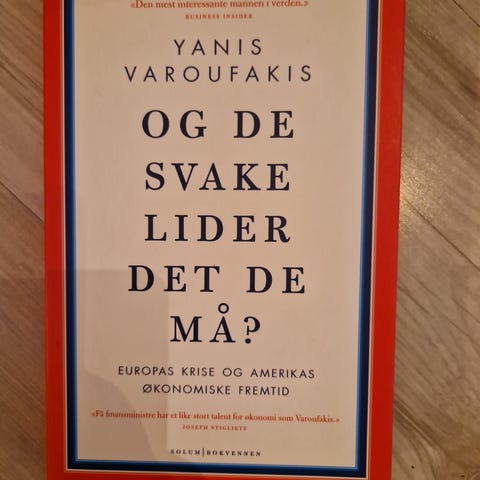 «Den mest interessante mannen i verden.»
BUSINESS INSIDER
YANIS
VAROUFAKIS
OG DE
SVAKE
LIDER
DET DE
MÅ?
EUROPAS KRISE OG AMERIKAS
ØKONOMISKE FREMTID
«Få finansministre har et like stort talent for økonomi som Varoufakis.»
JOSEPH STIGLITZ
SOLUM|BOKVENNEN